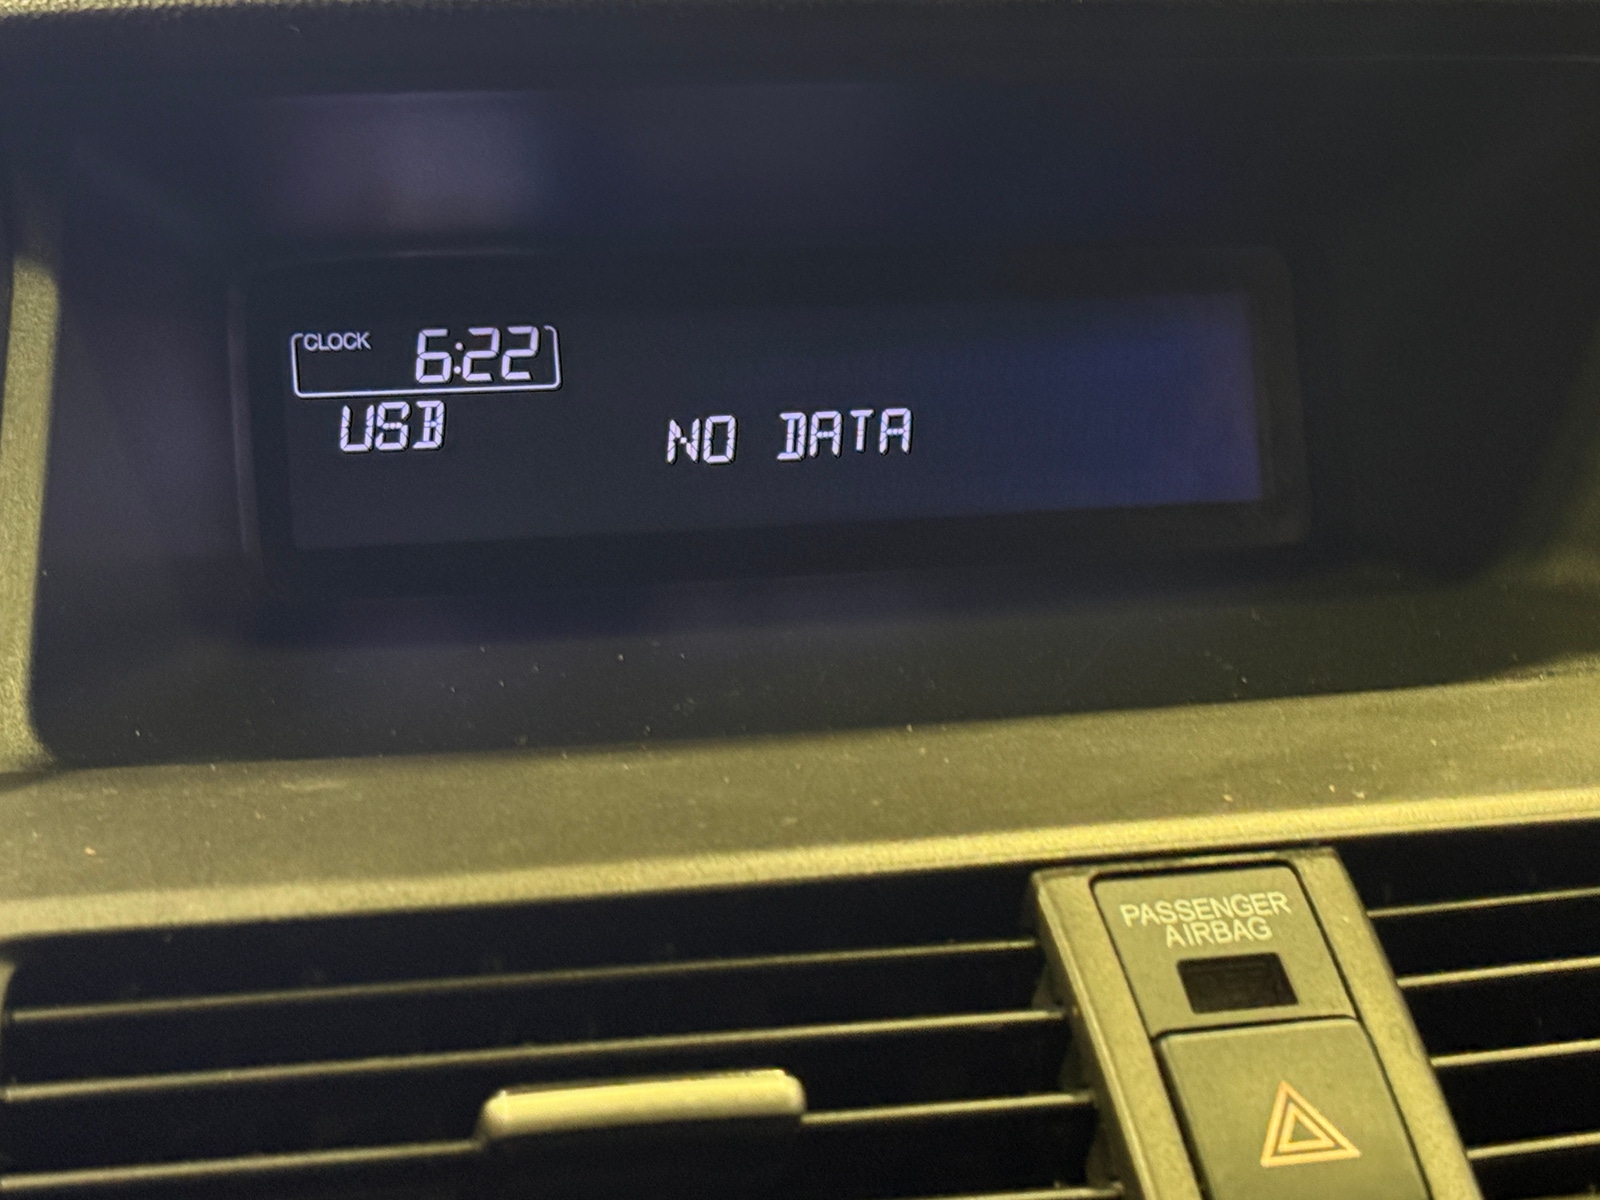 CLOCK 6:22
USB NO DATA
PASSENGER
AIRBAG